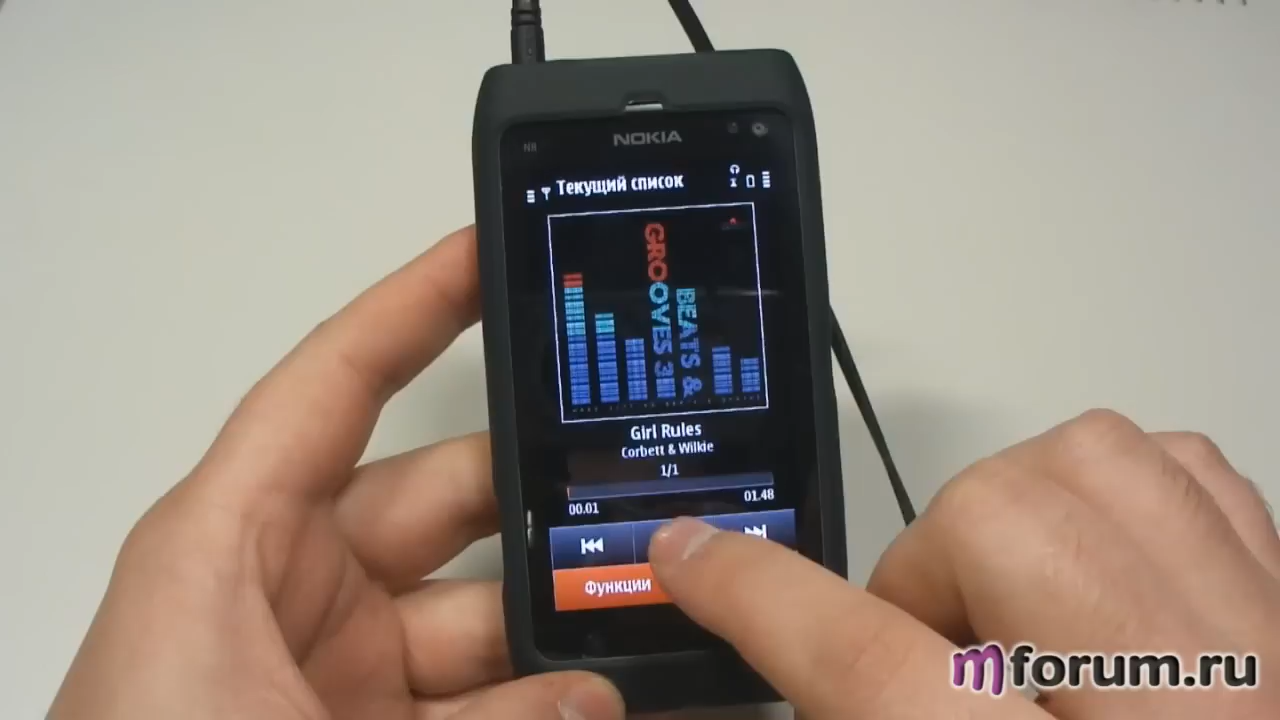 NOKIA
N8
Текущий список
GROOVES 3
BEATS &
Girl Rules
Corbett & Wilkie
1/1
00.01
01.48
Функции
mforum.ru